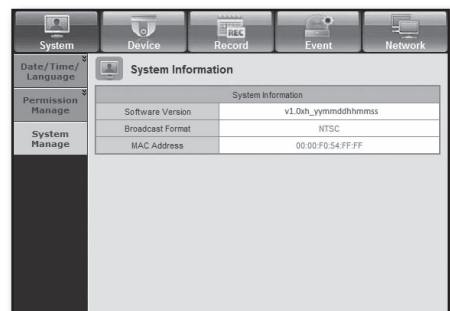 REC
System Device Record Event Network
Date/Time/
Language
Permission
Manage
System
Manage
System Information
System Information
Software Version v1.0xh_yymmddhhmmss
Broadcast Format NTSC
MAC Address 00:00:F0:54:FF:FF